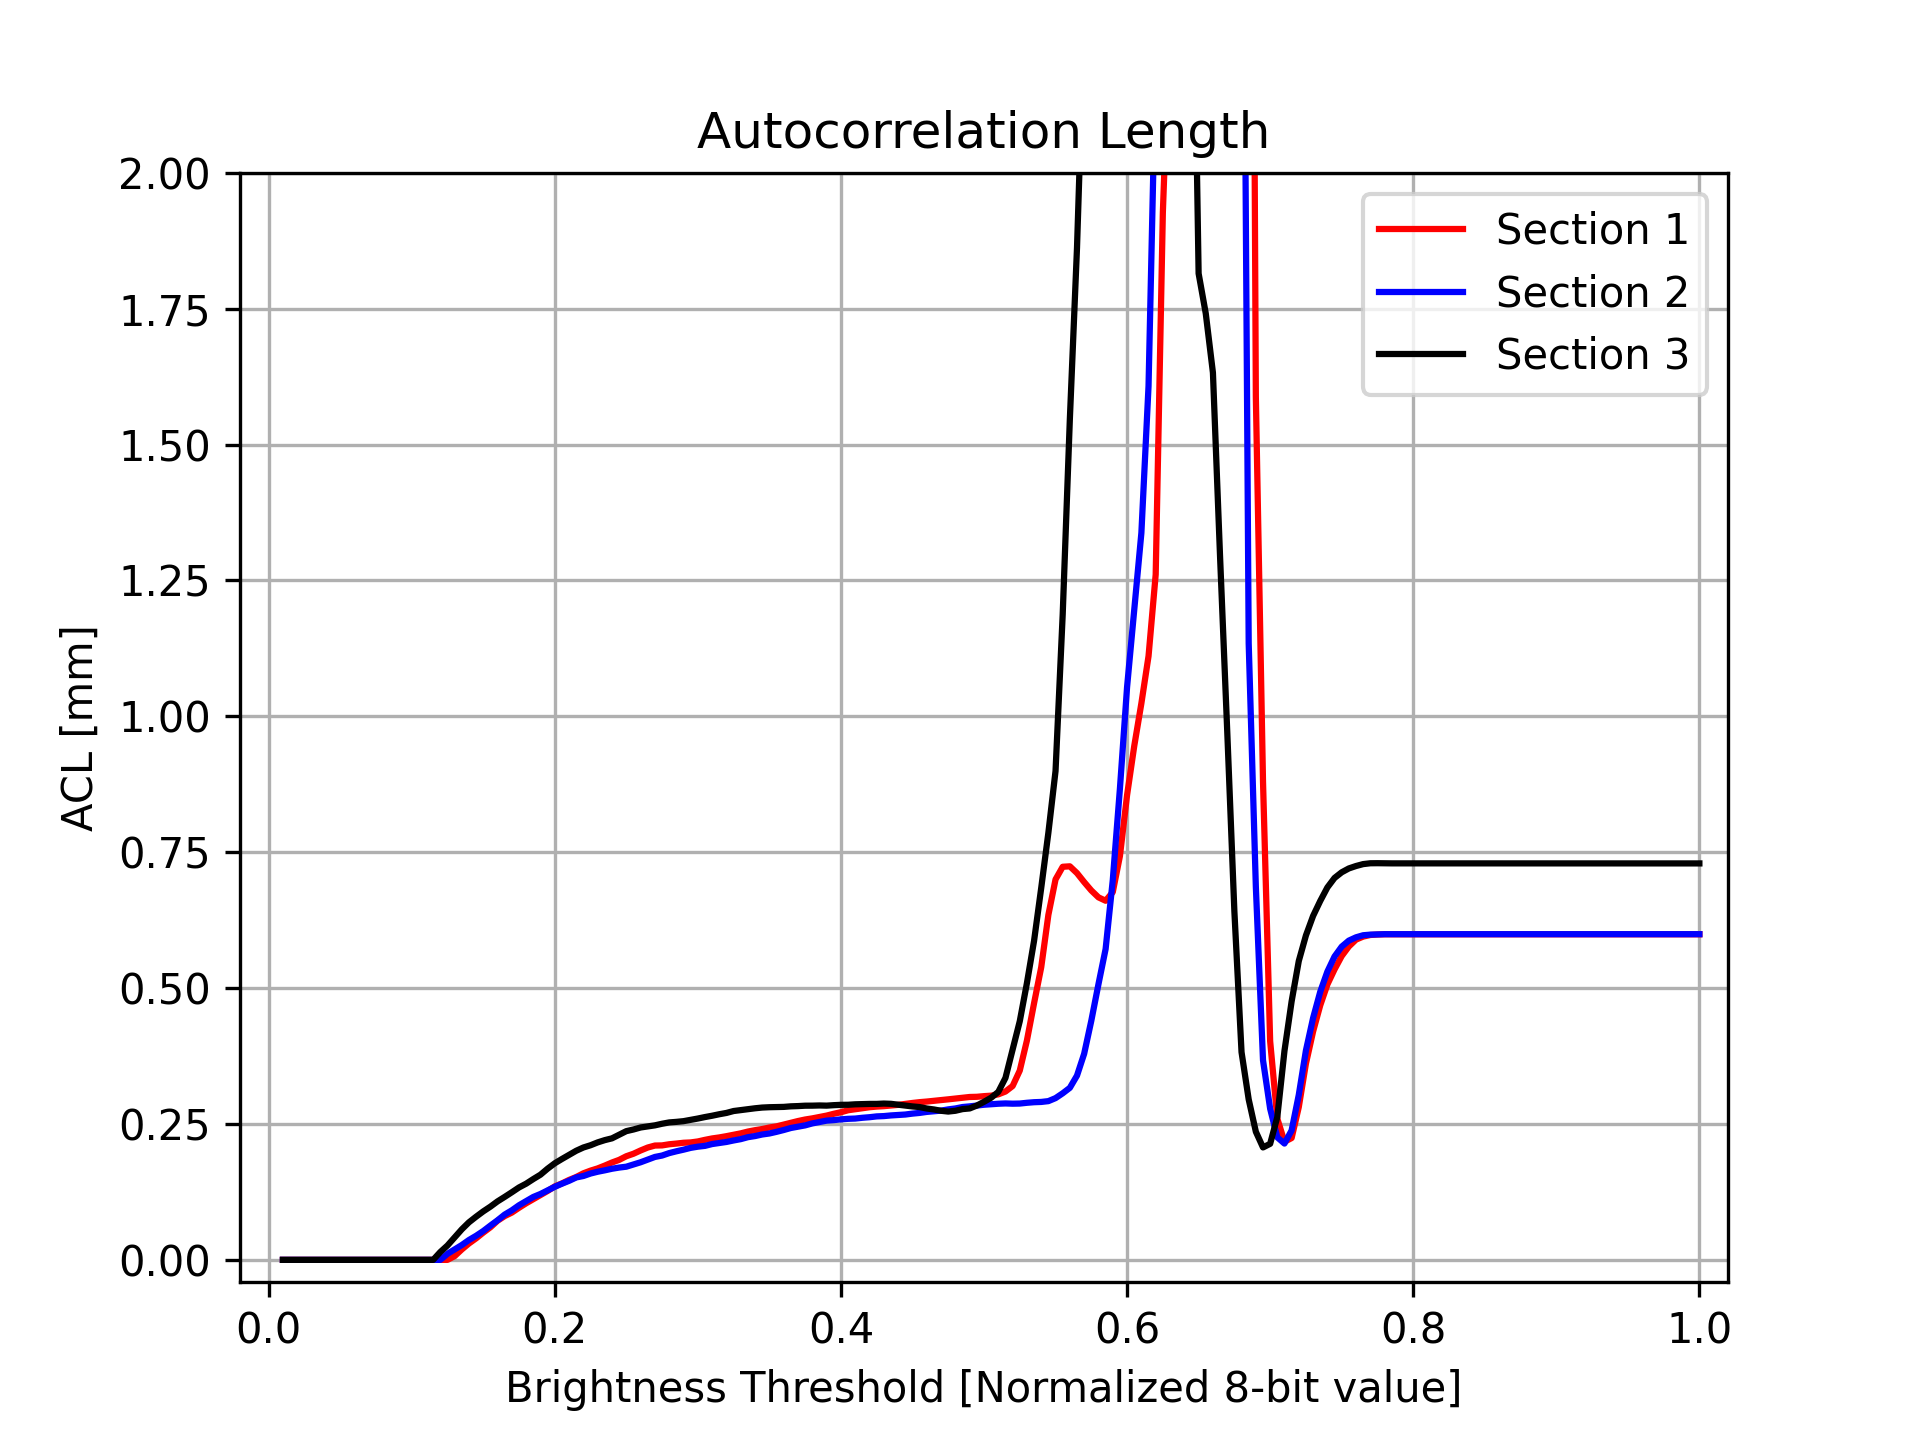 Autocorrelation Length
2.00
1.75
1.50
1.25
1.00
0.75
0.50
0.25
0.00
ACL [mm]
Section 1
Section 2
Section 3
0.0 0.2 0.4 0.6 0.8 1.0
Brightness Threshold [Normalized 8-bit value]